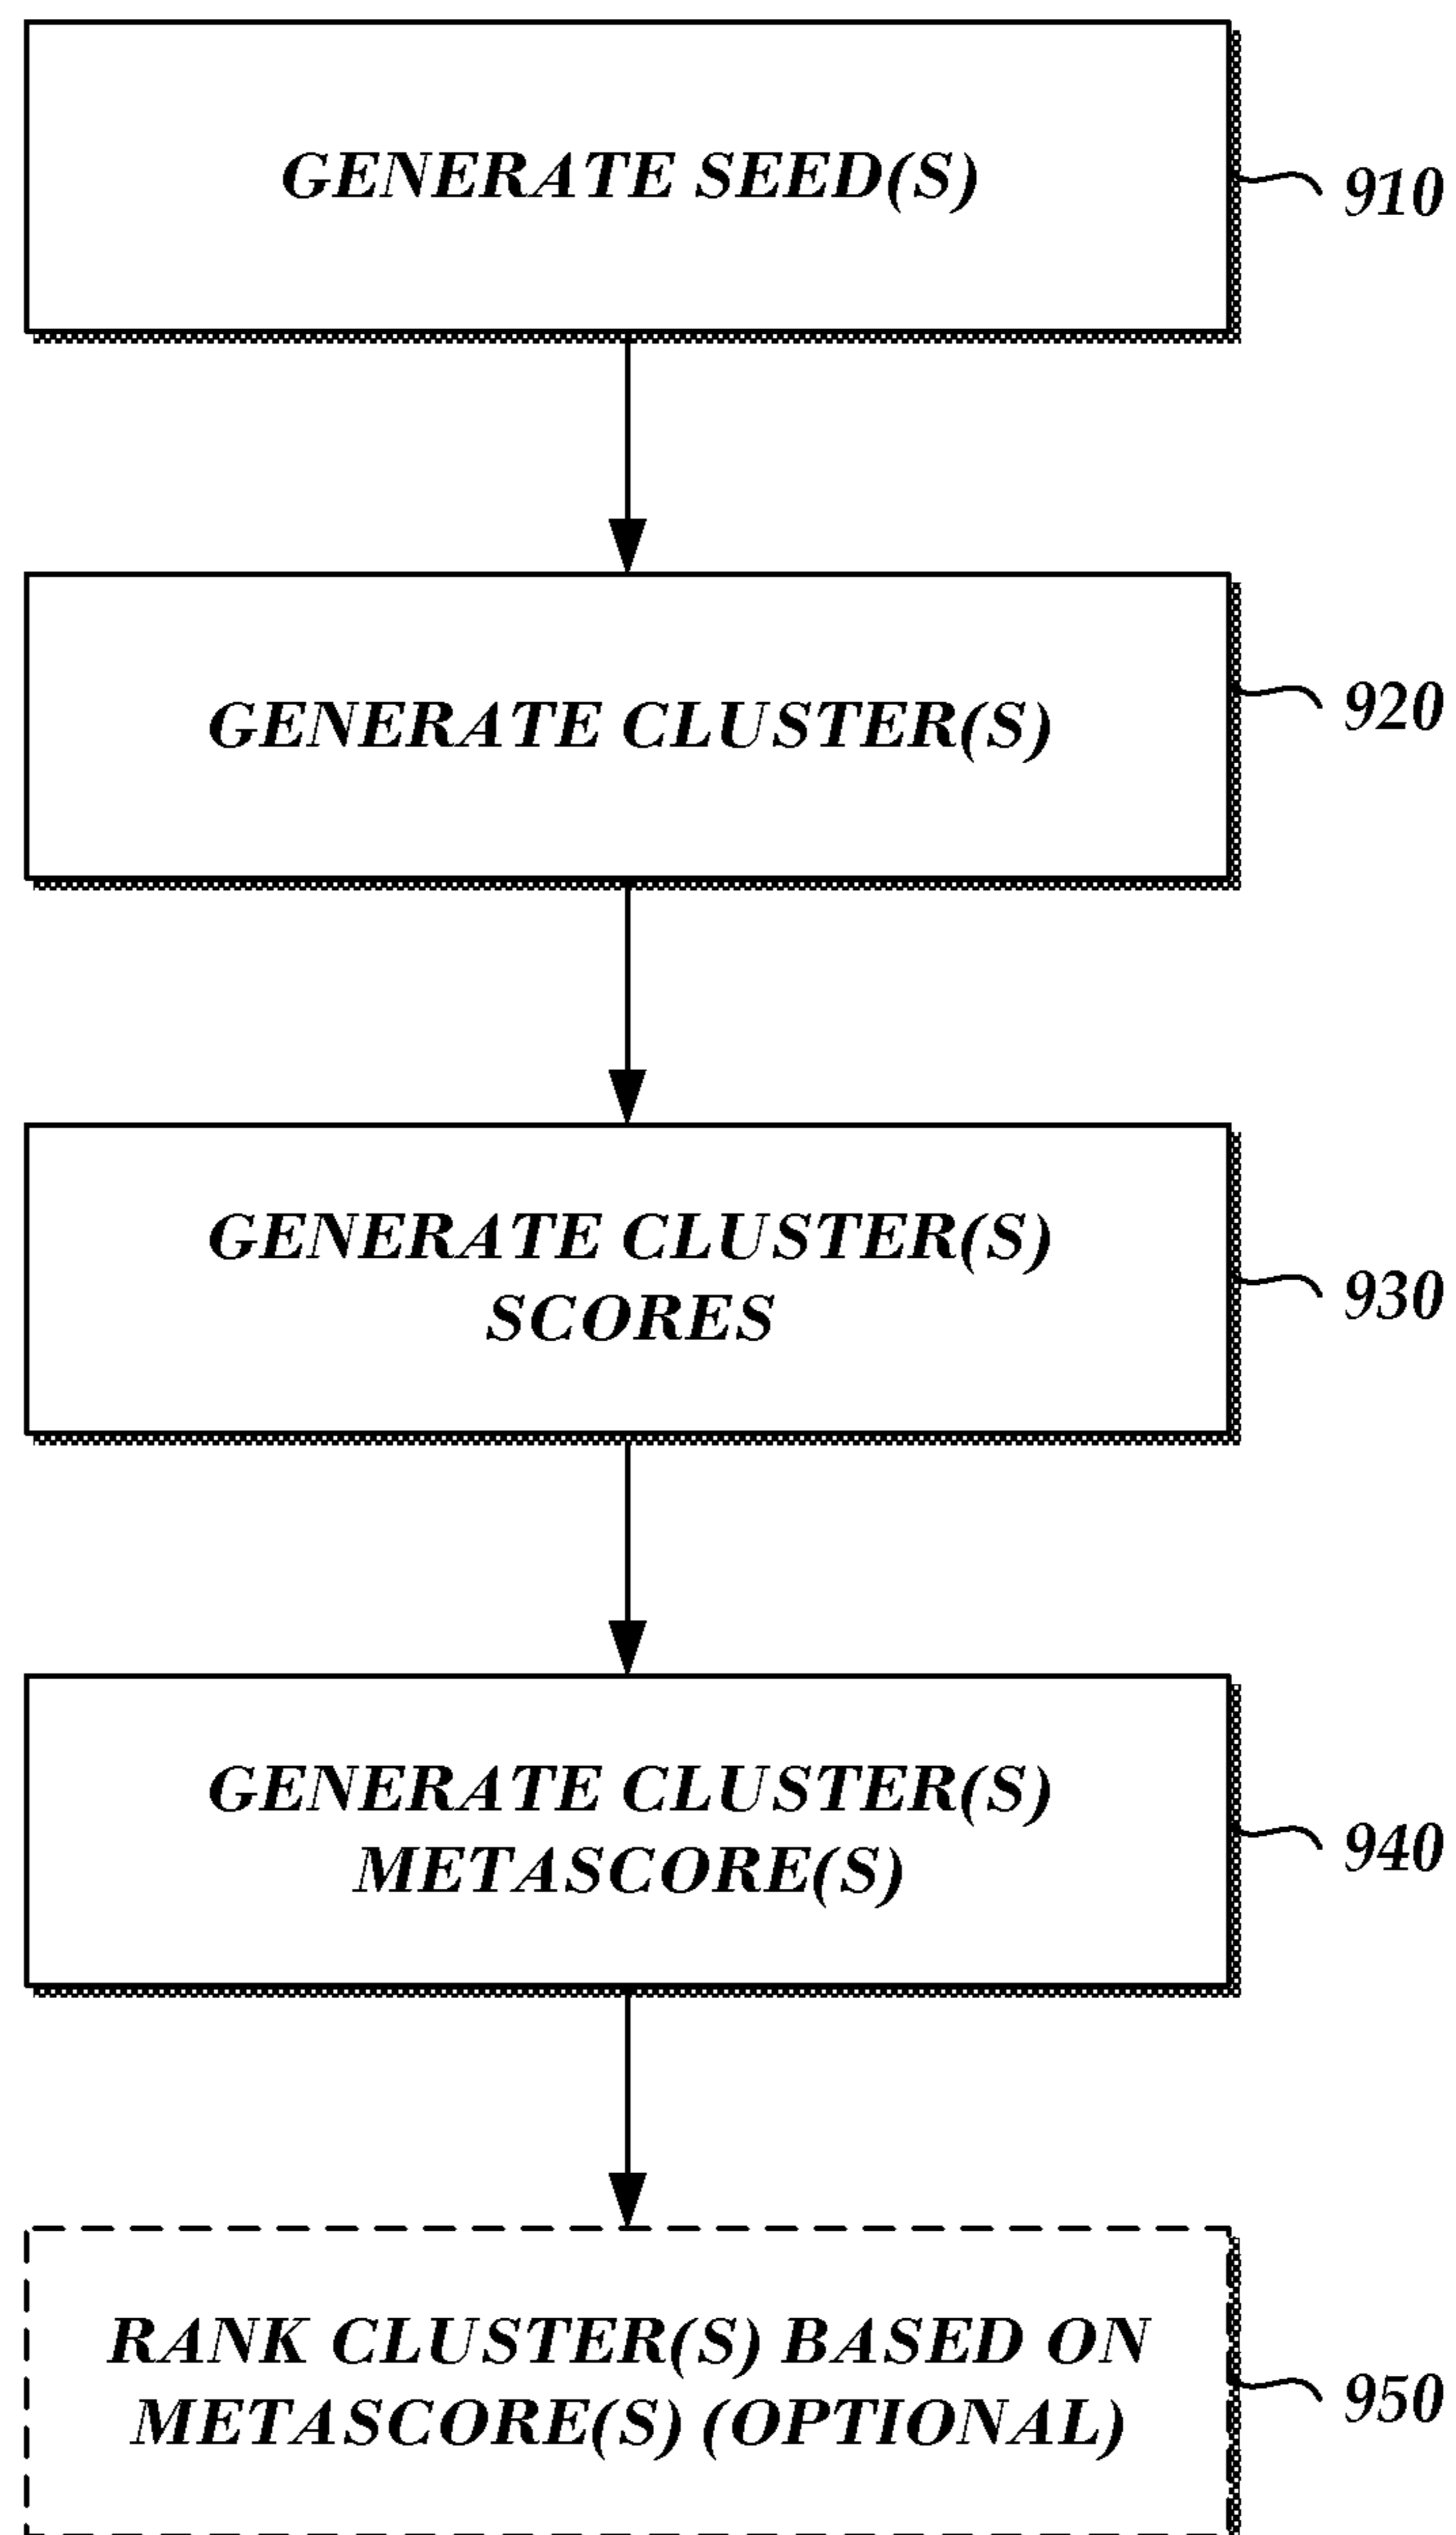 GENERATE SEED(S)
910
GENERATE CLUSTER(S)
920
GENERATE CLUSTER(S)
SCORES
930
GENERATE CLUSTER(S)
METASCORE(S)
940
RANK CLUSTER(S) BASED ON
METASCORE(S) (OPTIONAL)
950